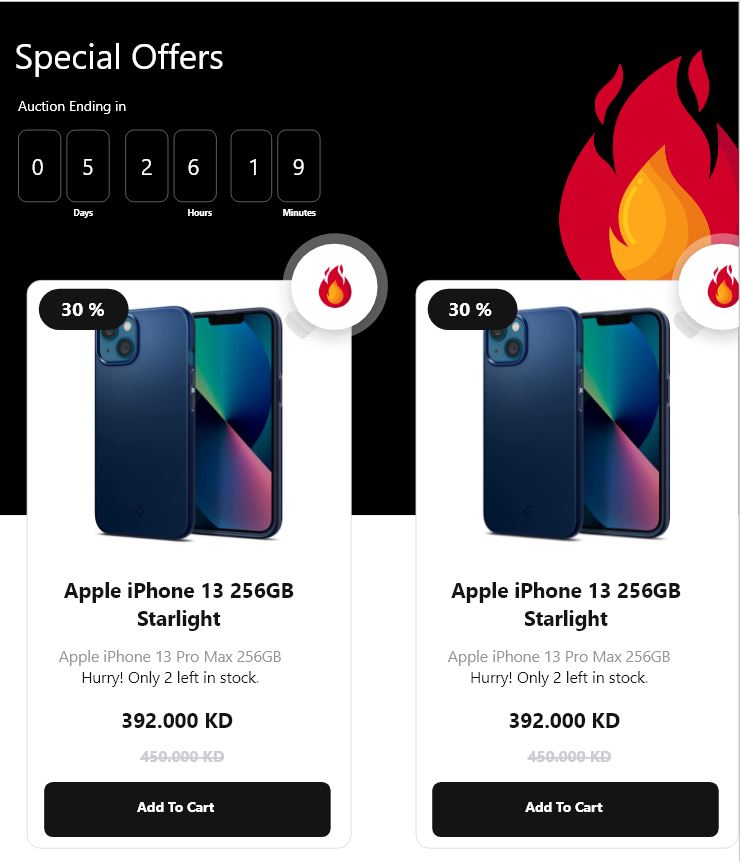 Special Offers
Auction Ending in
0 5 2 6 1 9
Days Hours Minutes
30 % 30 %
Apple iPhone 13 256GB
Starlight
Apple iPhone 13 Pro Max 256GB
Hurry! Only 2 left in stock.
392.000 KD
450.000 KD
Add To Cart
Apple iPhone 13 256GB
Starlight
Apple iPhone 13 Pro Max 256GB
Hurry! Only 2 left in stock.
392.000 KD
450.000 KD
Add To Cart